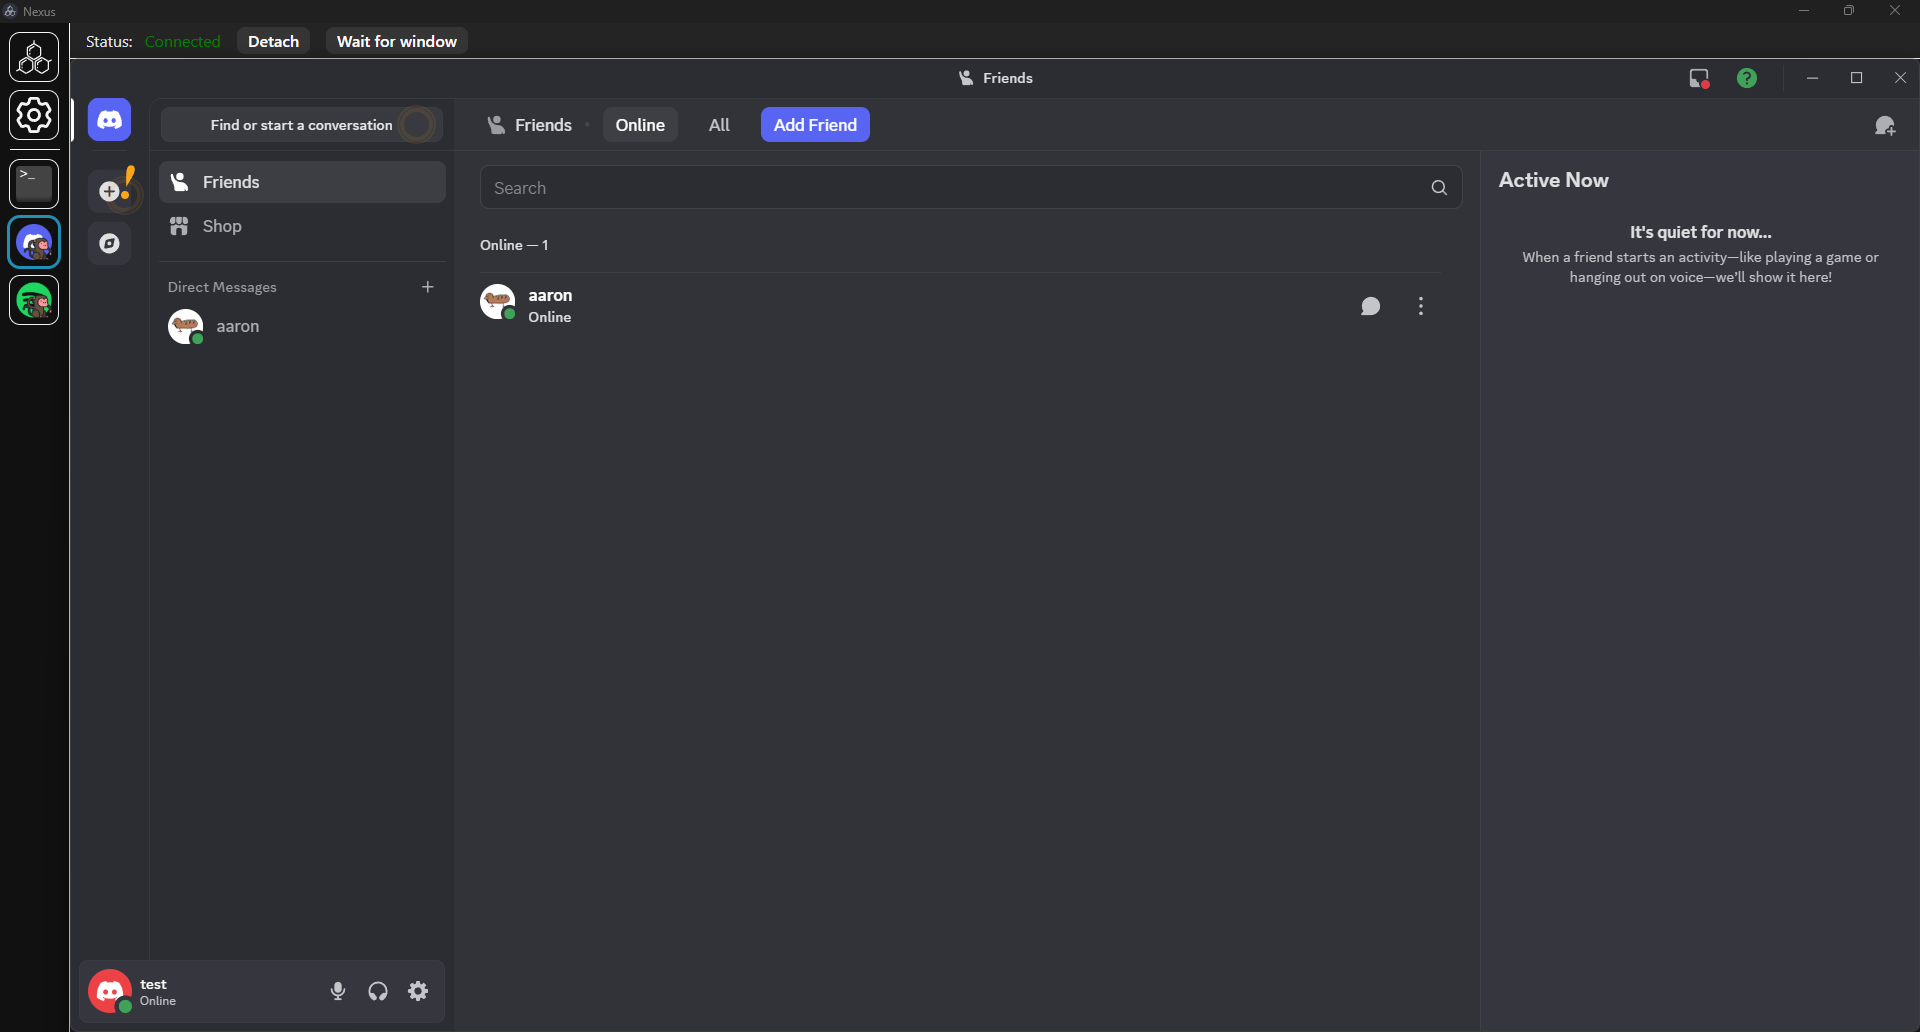 Nexus
Status: Connected Detach Wait for window
Friends
Find or start a conversation
Friends Online All Add Friend
Friends
Shop
Direct Messages
aaron
Search
Online — 1
aaron
Online
Active Now
It's quiet for now...
When a friend starts an activity—like playing a game or
hanging out on voice—we'll show it here!
test
Online